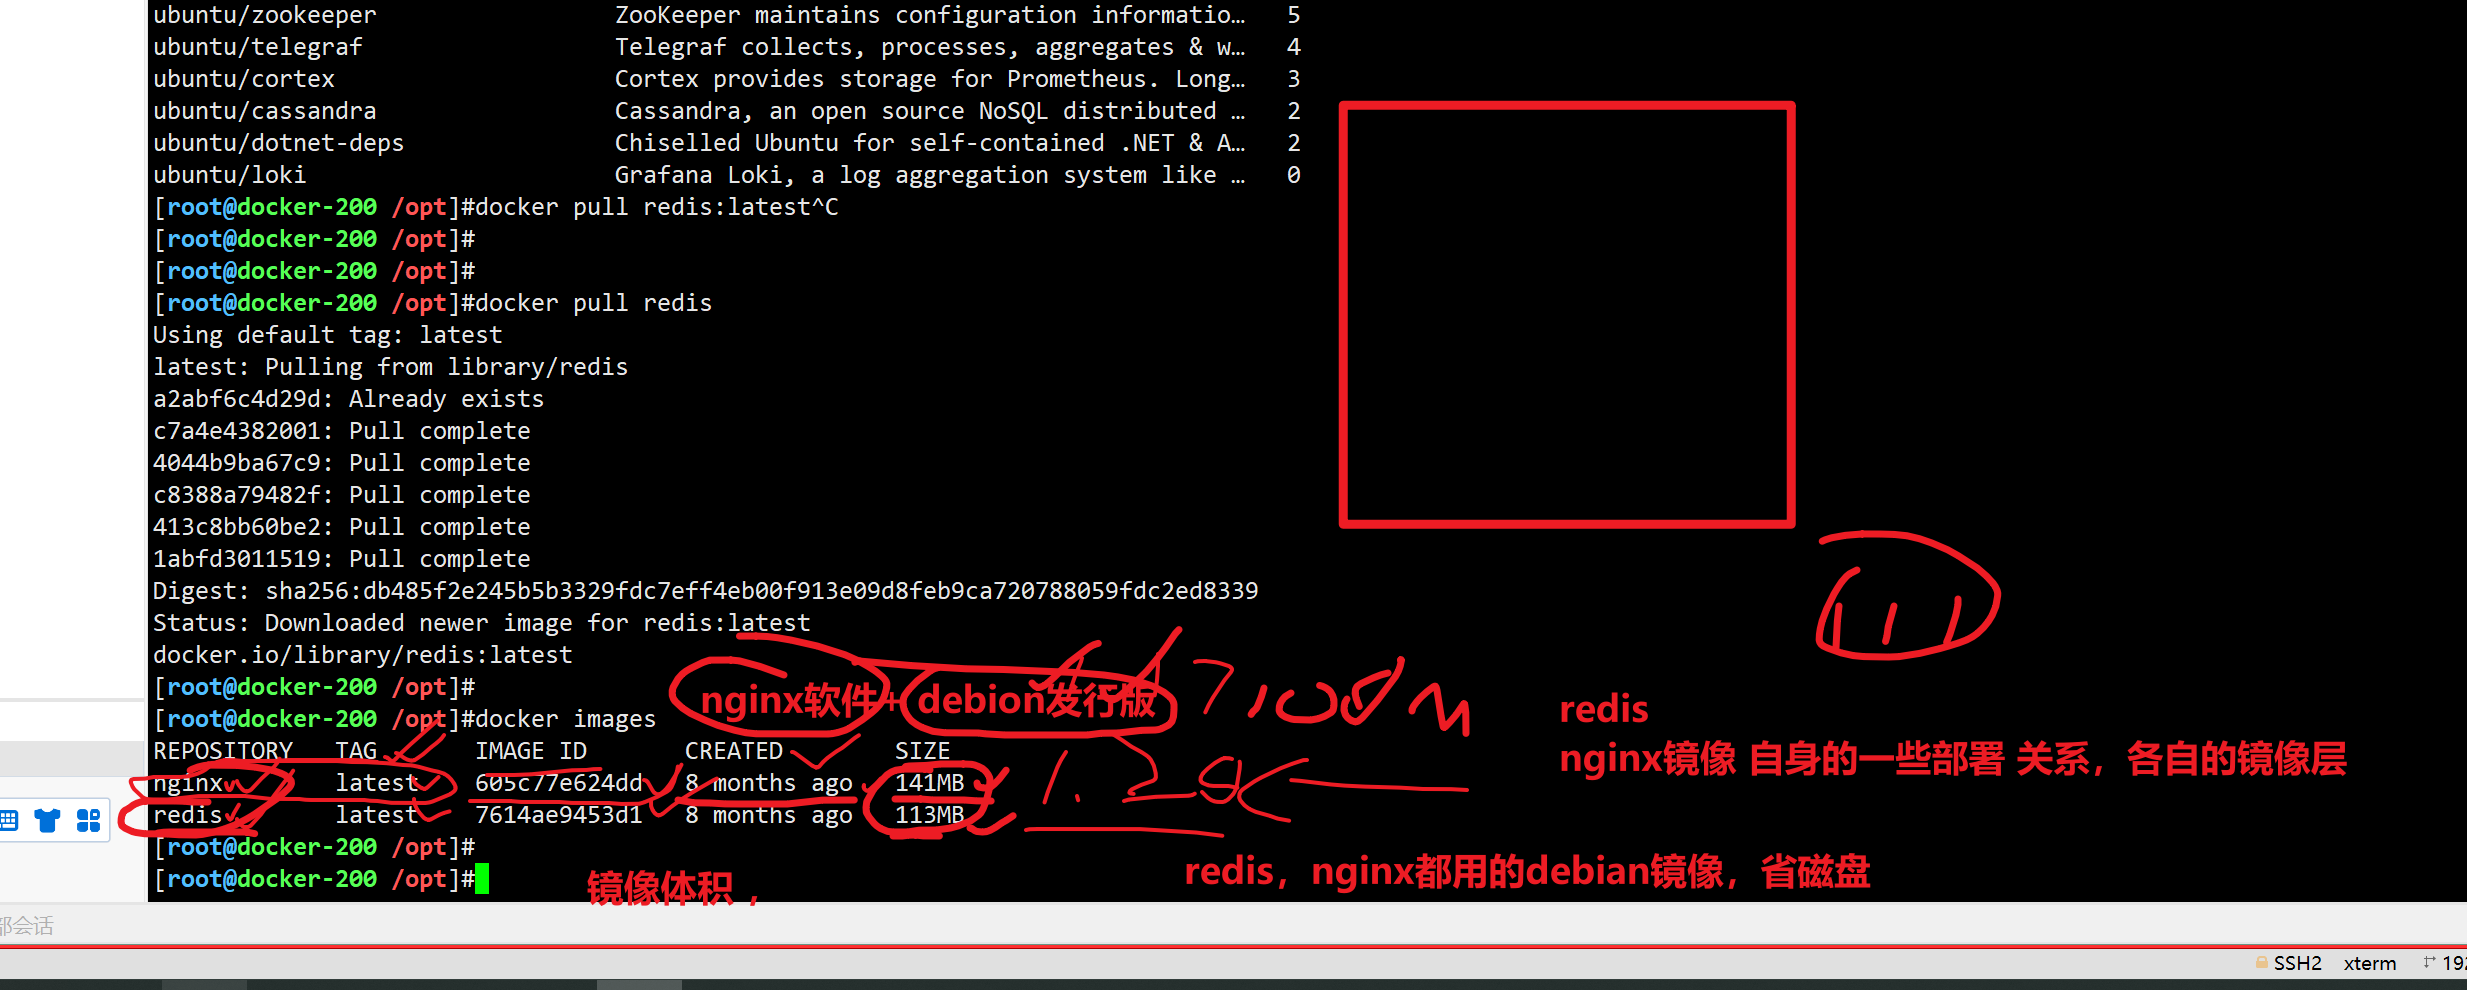 ubuntu/zookeeper ZooKeeper maintains configuration informatio… 5
ubuntu/telegraf Telegraf collects, processes, aggregates & w… 4
ubuntu/cortex Cortex provides storage for Prometheus. Long… 3
ubuntu/cassandra Cassandra, an open source NoSQL distributed … 2
ubuntu/dotnet-deps Chiselled Ubuntu for self-contained .NET & A… 2
ubuntu/loki Grafana Loki, a log aggregation system like … 0
[root@docker-200 /opt]#docker pull redis:latest^C
[root@docker-200 /opt]#
[root@docker-200 /opt]#
[root@docker-200 /opt]#docker pull redis
Using default tag: latest
latest: Pulling from library/redis
a2abf6c4d29d: Already exists
c7a4e4382001: Pull complete
4044b9ba67c9: Pull complete
c8388a79482f: Pull complete
413c8bb60be2: Pull complete
1abfd3011519: Pull complete
Digest: sha256:db485f2e245b5b3329fdc7eff4eb00f913e09d8feb9ca720788059fdc2ed8339
Status: Downloaded newer image for redis:latest
docker.io/library/redis:latest
[root@docker-200 /opt]#
nginx软件+debion发行版
redis
[root@docker-200 /opt]#docker images
nginx镜像 自身的一些部署 关系，各自的镜像层
REPOSITORY TAG IMAGE ID CREATED SIZE
nginx latest 605c77e624dd 8 months ago 141MB
redis latest 7614ae9453d1 8 months ago 113MB
[root@docker-200 /opt]#
redis，nginx都用的debian镜像，省磁盘
[root@docker-200 /opt]#
镜像体积，
部会话
SSH2 xterm 192